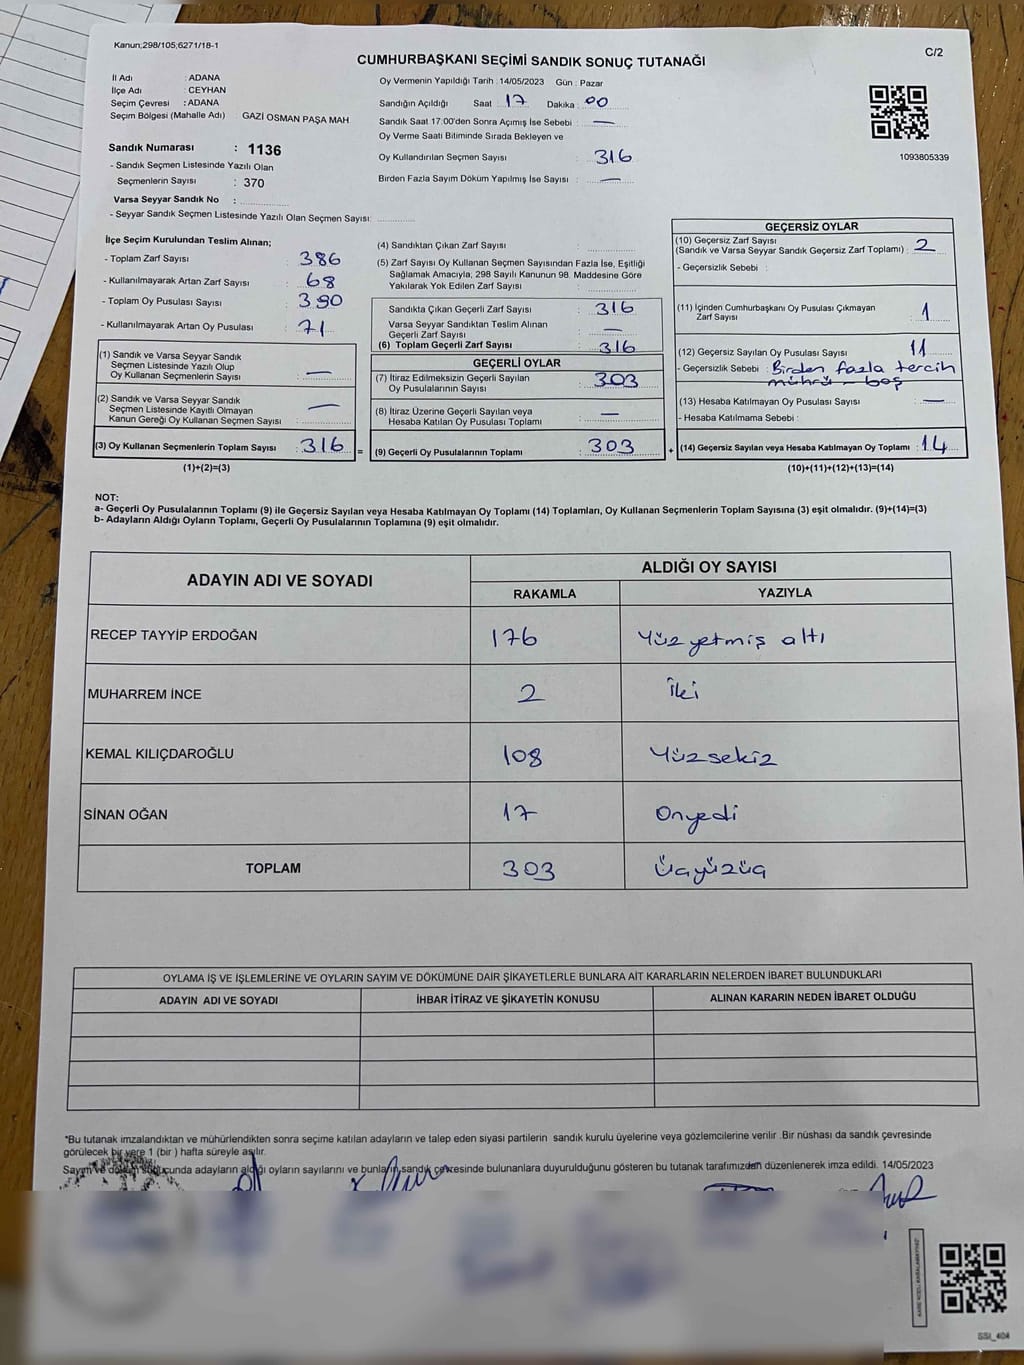 Kanun;298/105;6271/18-1
C/2
CUMHURBAŞKANI SEÇİMİ SANDIK SONUÇ TUTANAĞI
İl Adı : ADANA
İlçe Adı : CEYHAN
Seçim Çevresi : ADANA
Seçim Bölgesi (Mahalle Adı) : GAZİ OSMAN PAŞA MAH
Sandık Numarası : 1136
- Sandık Seçmen Listesinde Yazılı Olan
Seçmenlerin Sayısı : 370
Varsa Seyyar Sandık No :
- Seyyar Sandık Seçmen Listesinde Yazılı Olan Seçmen Sayısı:
Oy Vermenin Yapıldığı Tarih : 14/05/2023 Gün : Pazar
Sandığın Açıldığı Saat 17 Dakika : 00
Sandık Saat 17:00'den Sonra Açımış İse Sebebi : —
Oy Verme Saati Bitiminde Sırada Bekleyen ve
Oy Kullandırılan Seçmen Sayısı : 316
Birden Fazla Sayım Döküm Yapılmış İse Sayısı : —
1093805339
İlçe Seçim Kurulundan Teslim Alınan;
- Toplam Zarf Sayısı : 386
- Kullanılmayarak Artan Zarf Sayısı : 68
- Toplam Oy Pusulası Sayısı : 390
- Kullanılmayarak Artan Oy Pusulası : 71
(1) Sandık ve Varsa Seyyar Sandık
Seçmen Listesinde Yazılı Olup
Oy Kullanan Seçmenlerin Sayısı : —
(2) Sandık ve Varsa Seyyar Sandık
Seçmen Listesinde Kayıtlı Olmayan
Kanun Gereği Oy Kullanan Seçmen Sayısı : —
(3) Oy Kullanan Seçmenlerin Toplam Sayısı : 316 =
(1)+(2)=(3)
(4) Sandıktan Çıkan Zarf Sayısı :
(5) Zarf Sayısı Oy Kullanan Seçmen Sayısından Fazla İse, Eşitliği
Sağlamak Amacıyla; 298 Sayılı Kanunun 98. Maddesine Göre
Yakılarak Yok Edilen Zarf Sayısı :
Sandıkta Çıkan Geçerli Zarf Sayısı : 316
Varsa Seyyar Sandıktan Teslim Alınan
Geçerli Zarf Sayısı : —
(6) Toplam Geçerli Zarf Sayısı : 316
GEÇERLİ OYLAR
(7) İtiraz Edilmeksizin Geçerli Sayılan
Oy Pusulalarının Sayısı : 303
(8) İtiraz Üzerine Geçerli Sayılan veya
Hesaba Katılan Oy Pusulası Toplamı : —
(9) Geçerli Oy Pusulalarının Toplamı : 303 +
GEÇERSİZ OYLAR
(10) Geçersiz Zarf Sayısı
(Sandık ve Varsa Seyyar Sandık Geçersiz Zarf Toplamı) : 2
- Geçersizlik Sebebi :
(11) İçinden Cumhurbaşkanı Oy Pusulası Çıkmayan
Zarf Sayısı : 1
(12) Geçersiz Sayılan Oy Pusulası Sayısı : 11
- Geçersizlik Sebebi : Birden fazla tercih
mührü – boş
(13) Hesaba Katılmayan Oy Pusulası Sayısı : —
- Hesaba Katılmama Sebebi :
(14) Geçersiz Sayılan veya Hesaba Katılmayan Oy Toplamı : 14
(10)+(11)+(12)+(13)=(14)
NOT:
a- Geçerli Oy Pusulalarının Toplamı (9) ile Geçersiz Sayılan veya Hesaba Katılmayan Oy Toplamı (14) Toplamları, Oy Kullanan Seçmenlerin Toplam Sayısına (3) eşit olmalıdır. (9)+(14)=(3)
b- Adayların Aldığı Oyların Toplamı, Geçerli Oy Pusulalarının Toplamına (9) eşit olmalıdır.
ADAYIN ADI VE SOYADI ALDIĞI OY SAYISI
RAKAMLA YAZIYLA
RECEP TAYYİP ERDOĞAN 176 Yüzyetmiş altı
MUHARREM İNCE 2 İki
KEMAL KILIÇDAROĞLU 108 Yüzsekiz
SİNAN OĞAN 17 Onyedi
TOPLAM 303 Üçyüzüç
OYLAMA İŞ VE İŞLEMLERİNE VE OYLARIN SAYIM VE DÖKÜMÜNE DAİR ŞİKAYETLERLE BUNLARA AİT KARARLARIN NELERDEN İBARET BULUNDUKLARI
ADAYIN ADI VE SOYADI İHBAR İTİRAZ VE ŞİKAYETİN KONUSU ALINAN KARARIN NEDEN İBARET OLDUĞU
*Bu tutanak imzalandıktan ve mühürlendikten sonra seçime katılan adayların ve talep eden siyasi partilerin sandık kurulu üyelerine veya gözlemcilerine verilir .Bir nüshası da sandık çevresinde
görülecek bir yere 1 (bir ) hafta süreyle asılır.
Sayım ve döküm sonucunda adayların aldığı oyların sayılarını ve bunların sandık çevresinde bulunanlara duyurulduğunu gösteren bu tutanak tarafımızdan düzenlenerek imza edildi. 14/05/2023
SSI_404